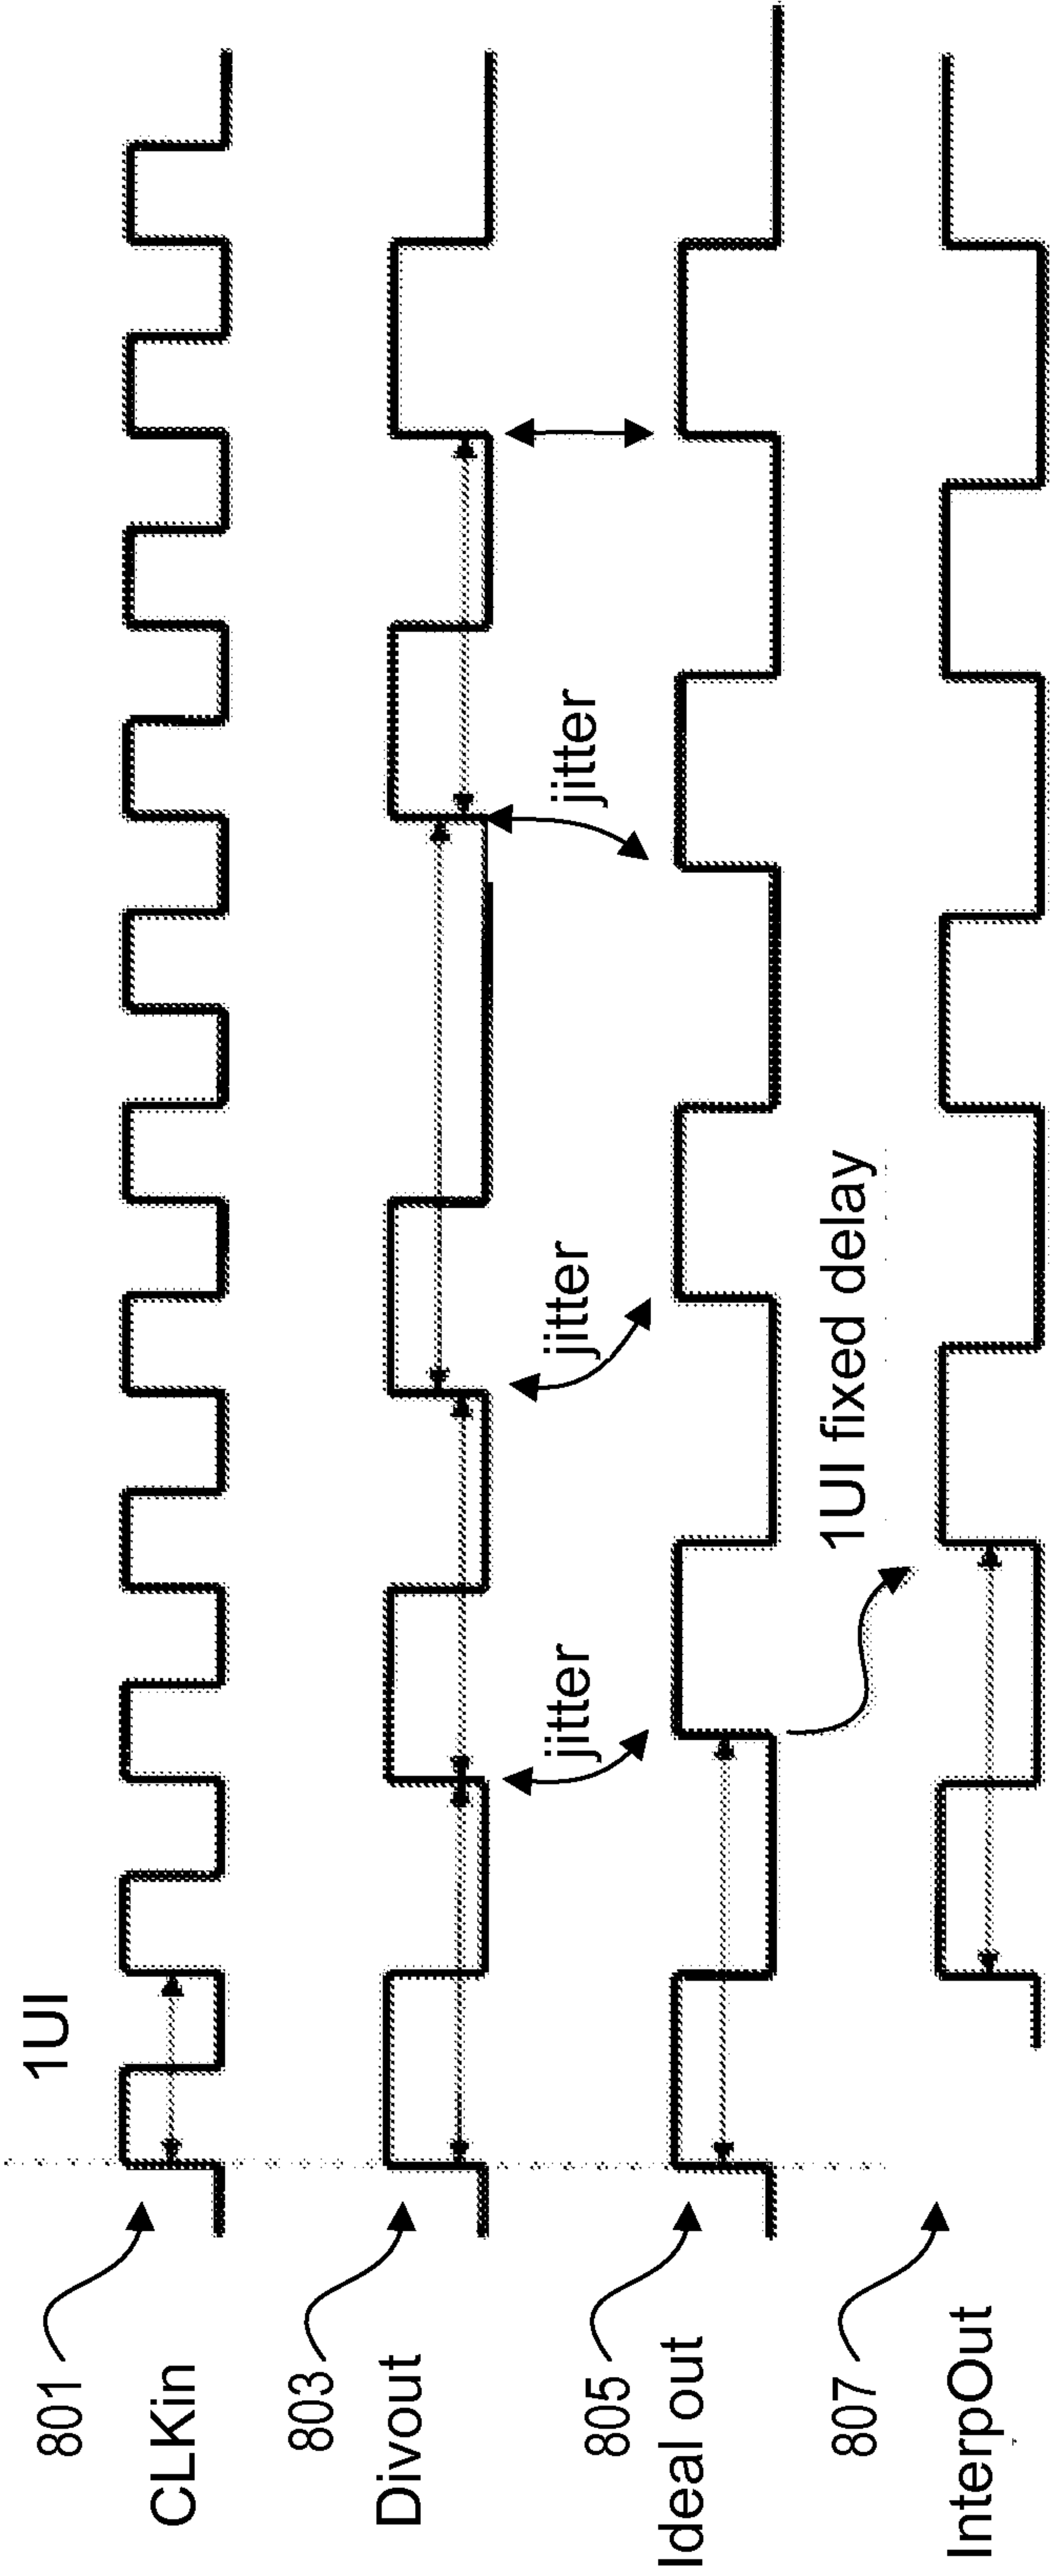 1UI
801
CLKin
803
Divout
jitter
jitter
jitter
805
Ideal out
1UI fixed delay
807
InterpOut